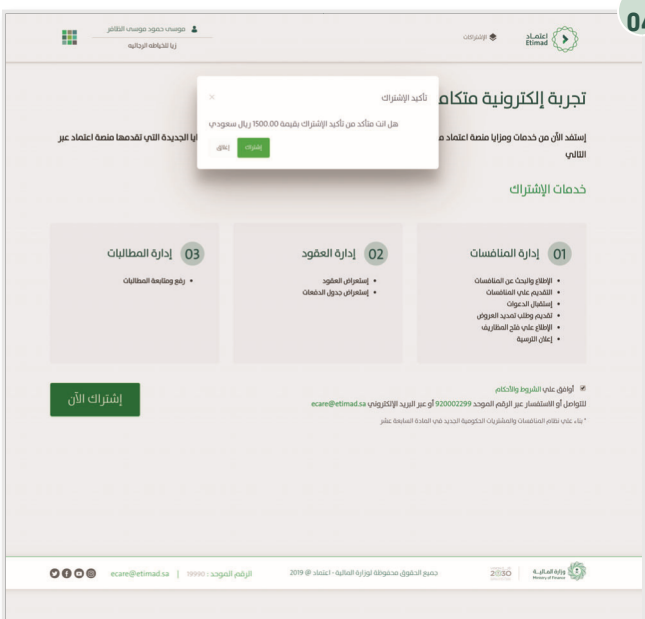 04
اعتماد
Etimad
الإشتراكات
موسى حمود موسى الظافر
زيا للخياطه الرجاليه
تأكيد الإشتراك
×
هل انت متأكد من تأكيد الإشتراك بقيمة 1500.00 ريال سعودي
إشتراك
إغلاق
تجربة إلكترونية متكام
إستفد الأن من خدمات ومزايا منصة اعتماد م
ايا الجديدة التي تقدمها منصة اعتماد عبر
التالي
خدمات الإشتراك
01 إدارة المنافسات
الإطلاع والبحث عن المنافسات
التقديم على المنافسات
إستقبال الدعوات
تقديم وطلب تمديد العروض
الإطلاع على فتح المظاريف
إعلان الترسية
02 إدارة العقود
إستعراض العقود
إستعراض جدول الدفعات
03 إدارة المطالبات
رفع ومتابعة المطالبات
أوافق علي الشروط والأحكام
للتواصل أو الاستفسار عبر الرقم الموحد 920002299 أو عبر البريد الإلكتروني ecare@etimad.sa
* بناء على نظام المنافسات والمشتريات الحكومية الجديد في المادة السابعة عشر
إشتراك الأن
وزارة المالية
Ministry of Finance
2030
جميع الحقوق محفوظة لوزارة المالية - اعتماد @ 2019
الرقم الموحد : 19990 | ecare@etimad.sa